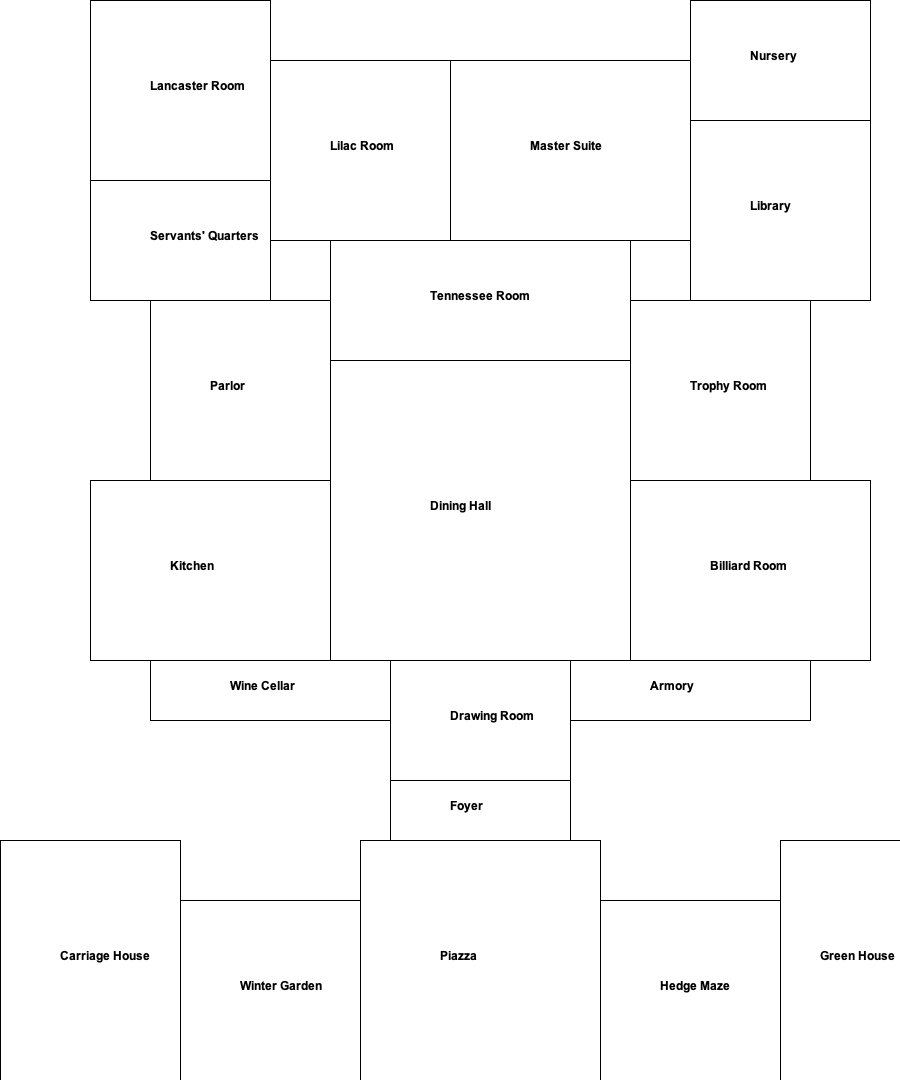 Nursery
Lancaster Room
Lilac Room
Master Suite
Library
Servants' Quarters
Tennessee Room
Parlor
Trophy Room
Dining Hall
Kitchen
Billiard Room
Wine Cellar
Armory
Drawing Room
Foyer
Carriage House
Piazza
Green House
Winter Garden
Hedge Maze